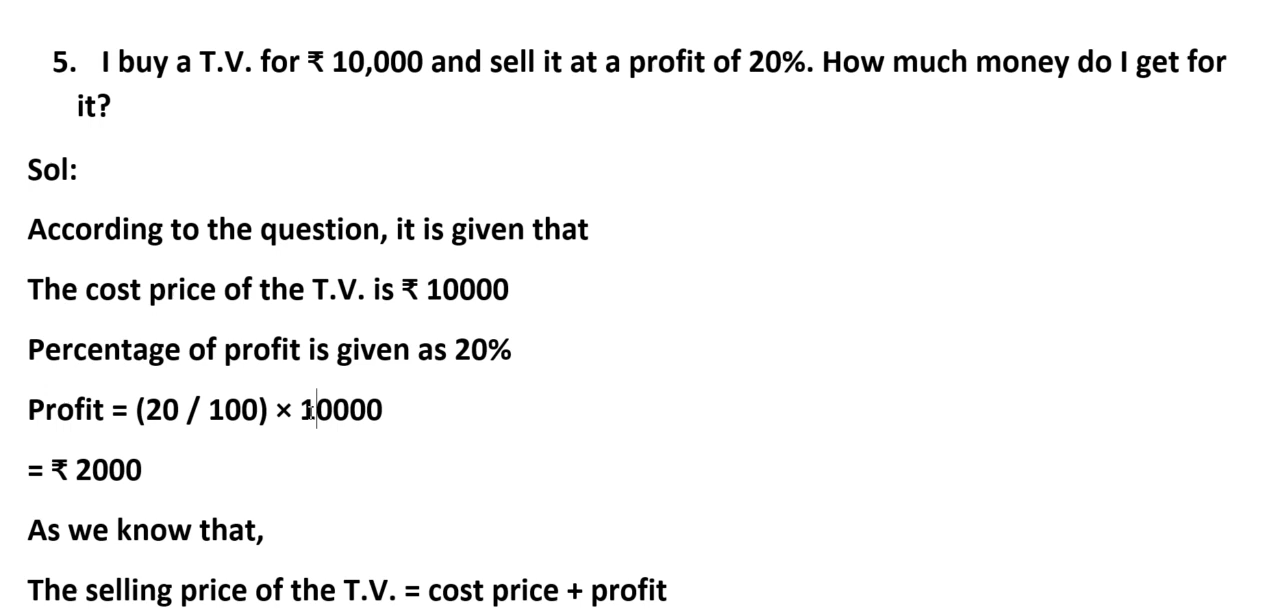 5. I buy a T.V. for ₹ 10,000 and sell it at a profit of 20%. How much money do I get for
it?
Sol:
According to the question, it is given that
The cost price of the T.V. is ₹ 10000
Percentage of profit is given as 20%
Profit = (20 / 100) × 10000
= ₹ 2000
As we know that,
The selling price of the T.V. = cost price + profit